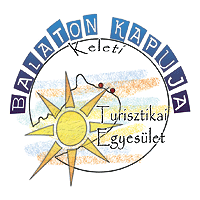 BALATON KAPUJA
Keleti
Turisztikai
Egyesület